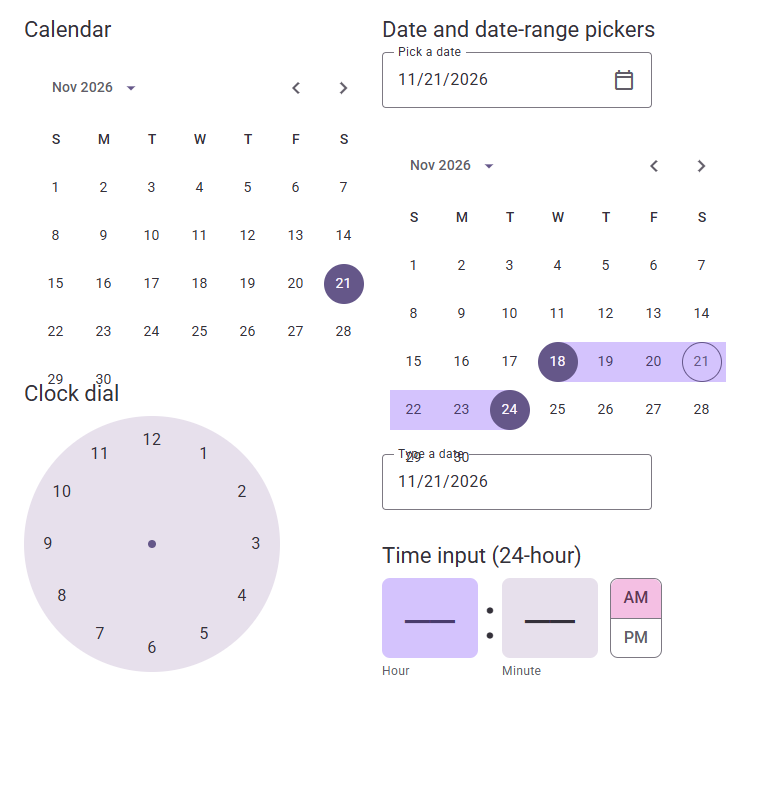 Calendar
Nov 2026
S M T W T F S
1 2 3 4 5 6 7
8 9 10 11 12 13 14
15 16 17 18 19 20 21
22 23 24 25 26 27 28
29 30
Clock dial
12
11 1
10 2
9 3
8 4
7 5
6
Date and date-range pickers
Pick a date
11/21/2026
Nov 2026
S M T W T F S
1 2 3 4 5 6 7
8 9 10 11 12 13 14
15 16 17 18 19 20 21
22 23 24 25 26 27 28
29 30
Type a date
11/21/2026
Time input (24-hour)
AM
:
PM
Hour Minute